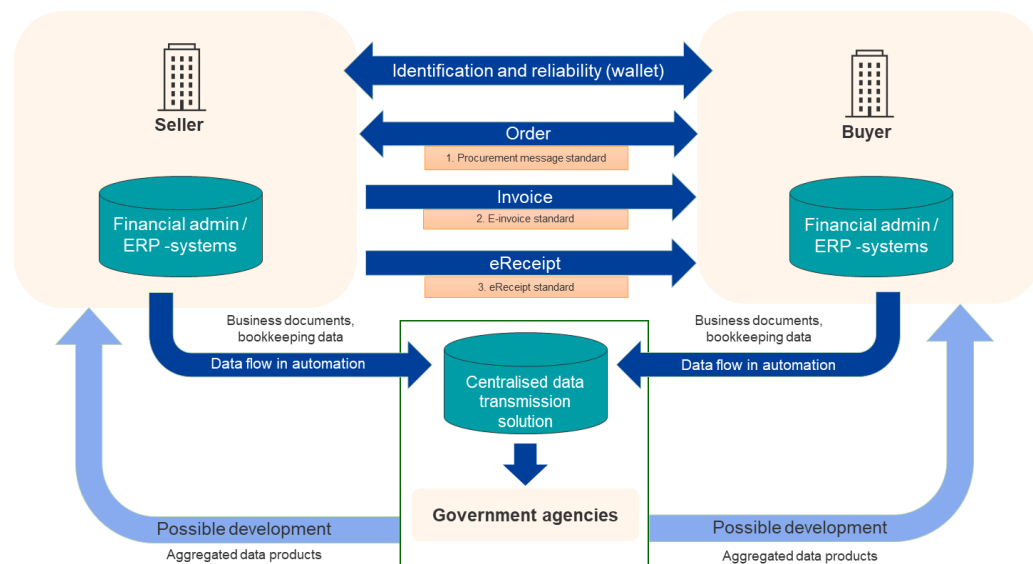 Identification and reliability (wallet)
Seller
Buyer
Order
1. Procurement message standard
Invoice
2. E-invoice standard
eReceipt
3. eReceipt standard
Financial admin /
ERP -systems
Financial admin /
ERP -systems
Business documents,
bookkeeping data
Data flow in automation
Business documents,
bookkeeping data
Data flow in automation
Centralised data
transmission
solution
Government agencies
Possible development
Aggregated data products
Possible development
Aggregated data products